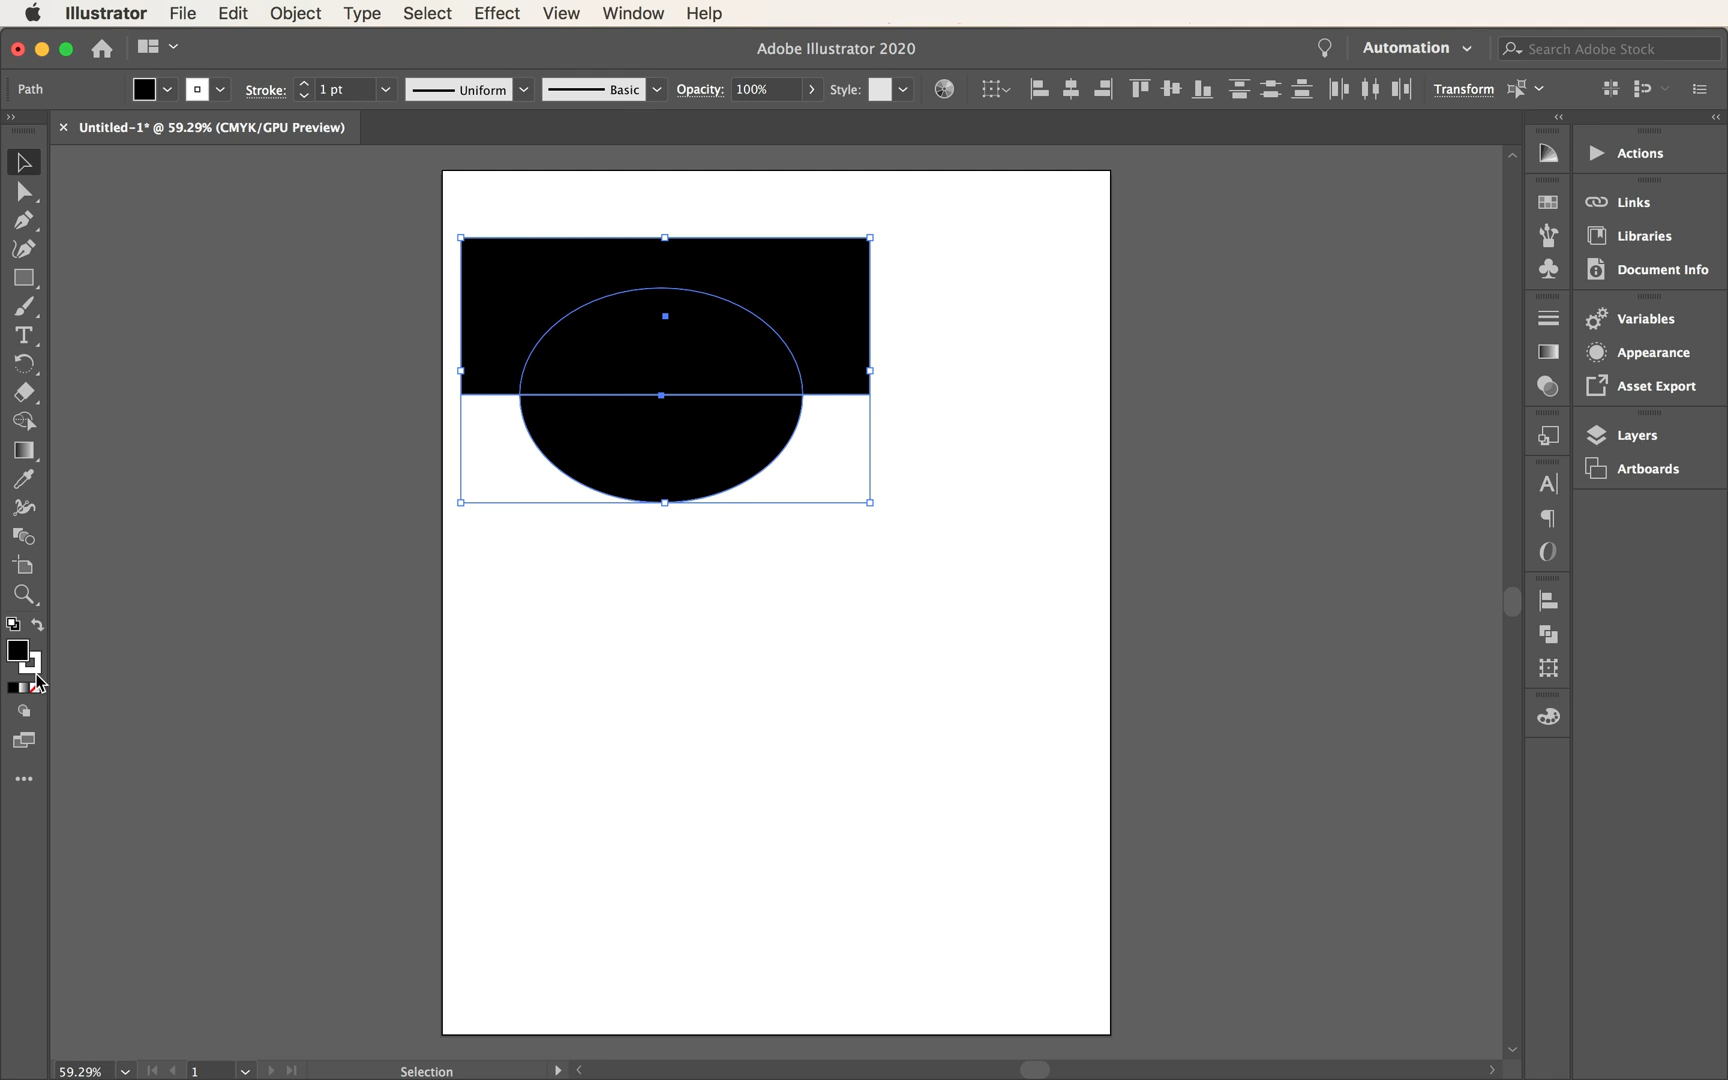 Illustrator File Edit Object Type Select Effect View Window Help
Adobe Illustrator 2020 Automation Search Adobe Stock
Path Stroke: 1 pt Uniform Basic Opacity: 100% Style: Transform
× Untitled-1* @ 59.29% (CMYK/GPU Preview)
Actions
Links
Libraries
Document Info
Variables
Appearance
Asset Export
Layers
Artboards
59.29% 1 Selection